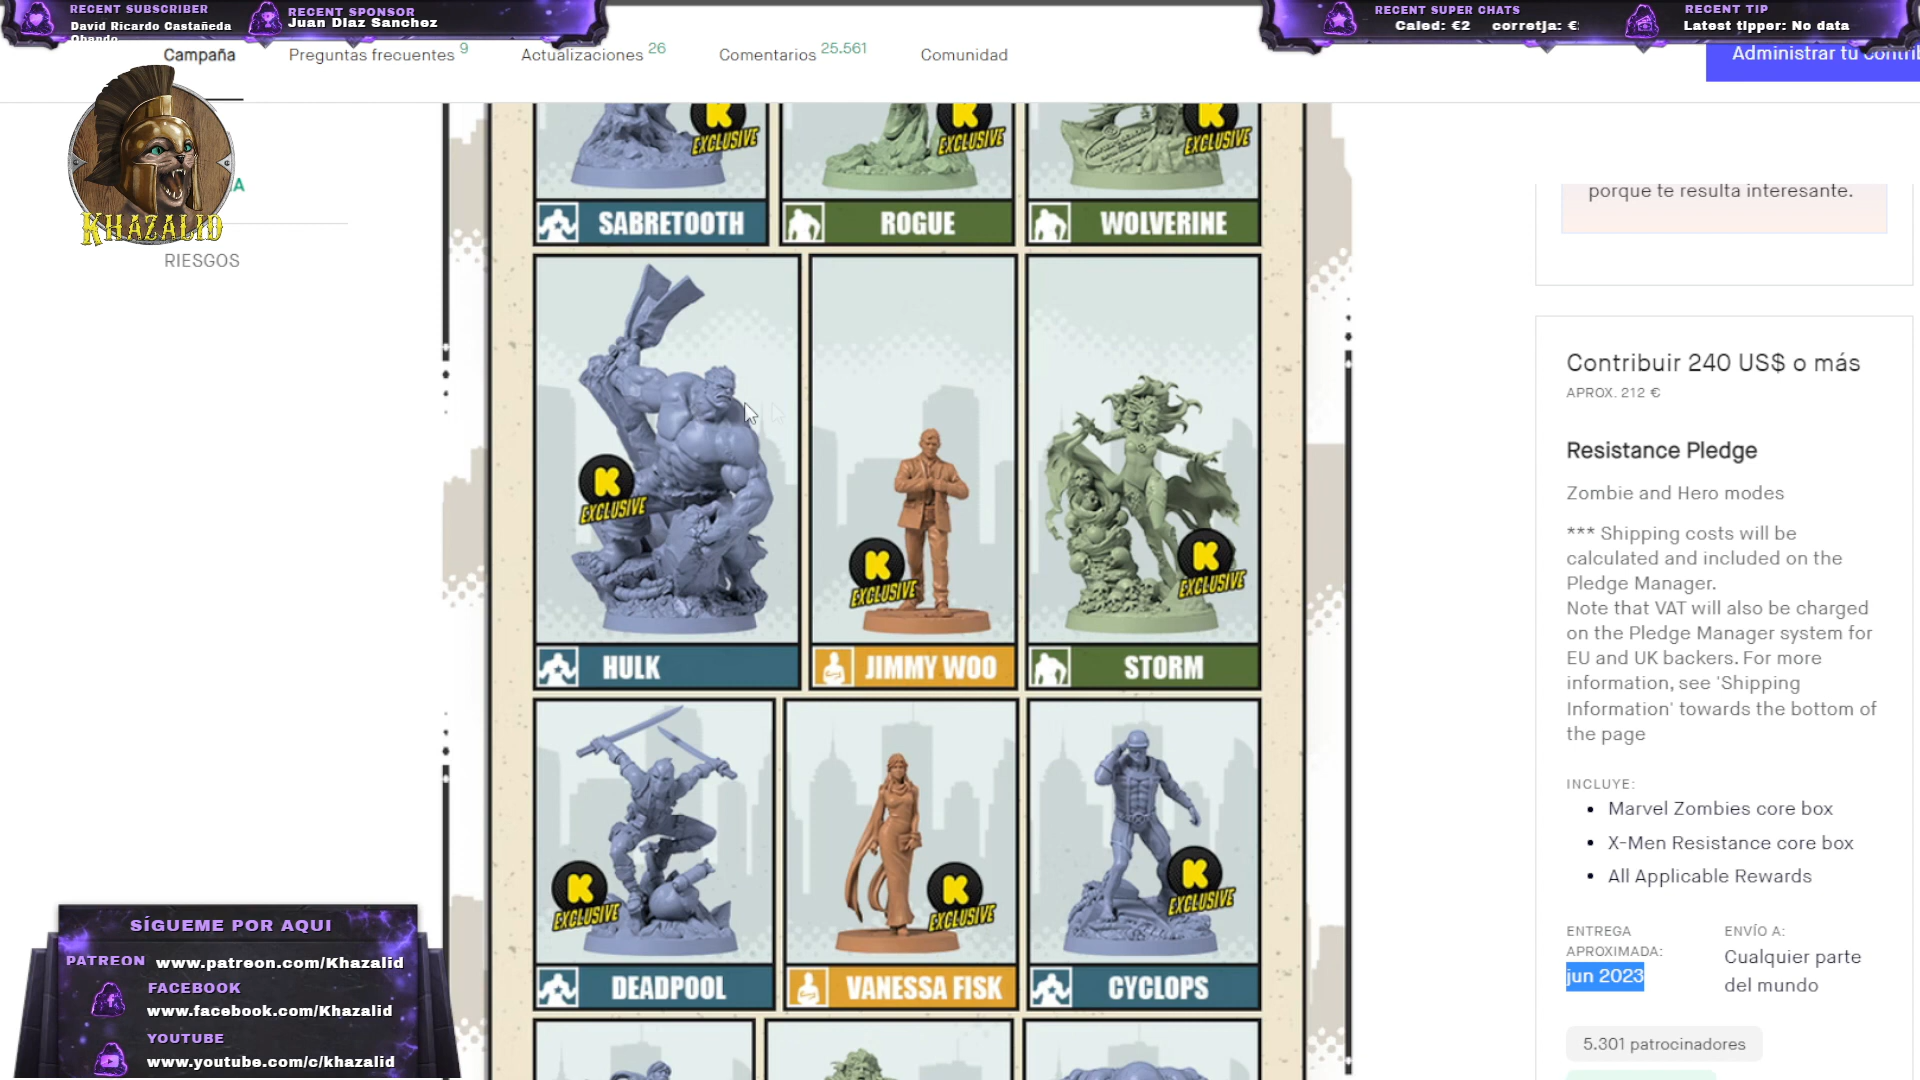 RECENT SUBSCRIBER
David Ricardo Castañeda
Obando
RECENT SPONSOR
Juan Diaz Sanchez
RECENT SUPER CHATS
Caled: €2 corretja: €
RECENT TIP
Latest tipper: No data
Campaña
Preguntas frecuentes 9
Actualizaciones 26
Comentarios 25.561
Comunidad
Administrar tu contrib
A
KHAZALID
RIESGOS
K EXCLUSIVE
K EXCLUSIVE
K EXCLUSIVE
SABRETOOTH
ROGUE
WOLVERINE
K EXCLUSIVE
K EXCLUSIVE
K EXCLUSIVE
HULK
JIMMY WOO
STORM
K EXCLUSIVE
K EXCLUSIVE
K EXCLUSIVE
DEADPOOL
VANESSA FISK
CYCLOPS
porque te resulta interesante.
Contribuir 240 US$ o más
APROX. 212 €
Resistance Pledge
Zombie and Hero modes
*** Shipping costs will be
calculated and included on the
Pledge Manager.
Note that VAT will also be charged
on the Pledge Manager system for
EU and UK backers. For more
information, see 'Shipping
Information' towards the bottom of
the page
INCLUYE:
• Marvel Zombies core box
• X-Men Resistance core box
• All Applicable Rewards
ENTREGA
APROXIMADA:
jun 2023
ENVÍO A:
Cualquier parte
del mundo
5.301 patrocinadores
SÍGUEME POR AQUI
PATREON www.patreon.com/Khazalid
FACEBOOK
www.facebook.com/Khazalid
YOUTUBE
www.youtube.com/c/khazalid